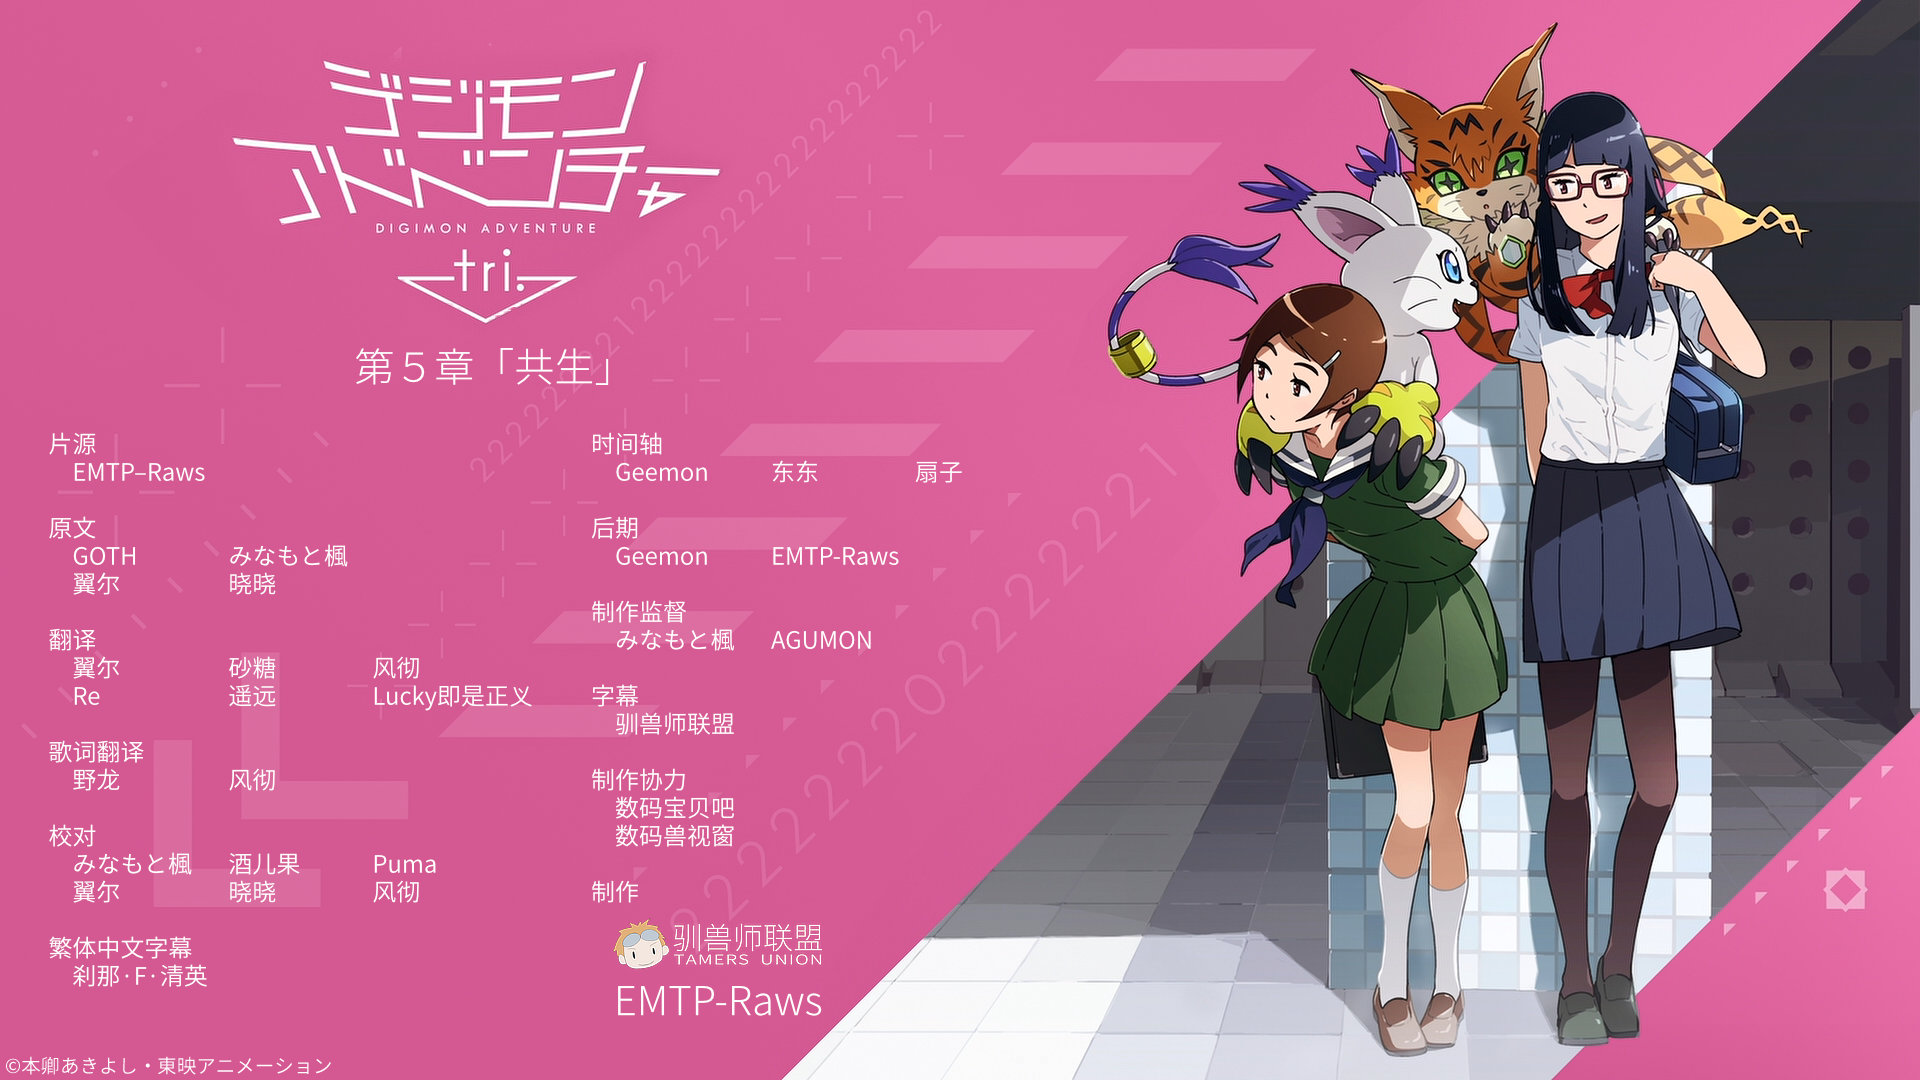 デジモン
アドベンチャー
DIGIMON ADVENTURE
tri.
第5章「共生」
片源
EMTP–Raws
原文
GOTH みなもと楓
翼尔 晓晓
翻译
翼尔 砂糖 风彻
Re 遥远 Lucky即是正义
歌词翻译
野龙 风彻
校对
みなもと楓 酒儿果 Puma
翼尔 晓晓 风彻
繁体中文字幕
刹那·F·清英
时间轴
Geemon 东东 扇子
后期
Geemon EMTP-Raws
制作监督
みなもと楓 AGUMON
字幕
驯兽师联盟
制作协力
数码宝贝吧
数码兽视窗
制作
驯兽师联盟
TAMERS UNION
EMTP-Raws
©本郷あきよし・東映アニメーション